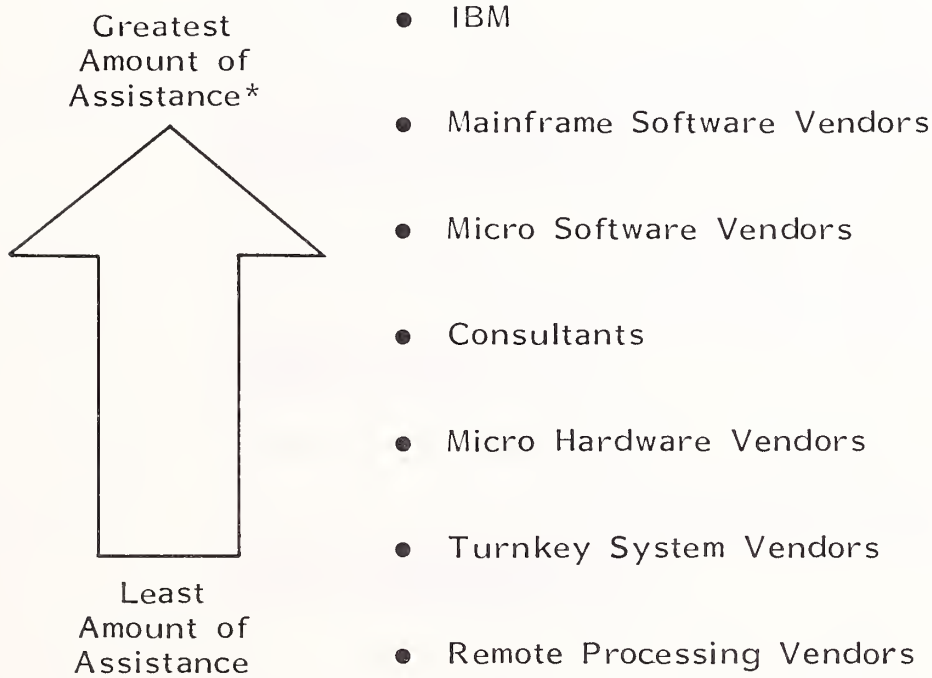 Greatest
Amount of
Assistance*
● IBM
● Mainframe Software Vendors
● Micro Software Vendors
● Consultants
● Micro Hardware Vendors
● Turnkey System Vendors
● Remote Processing Vendors
Least
Amount of
Assistance